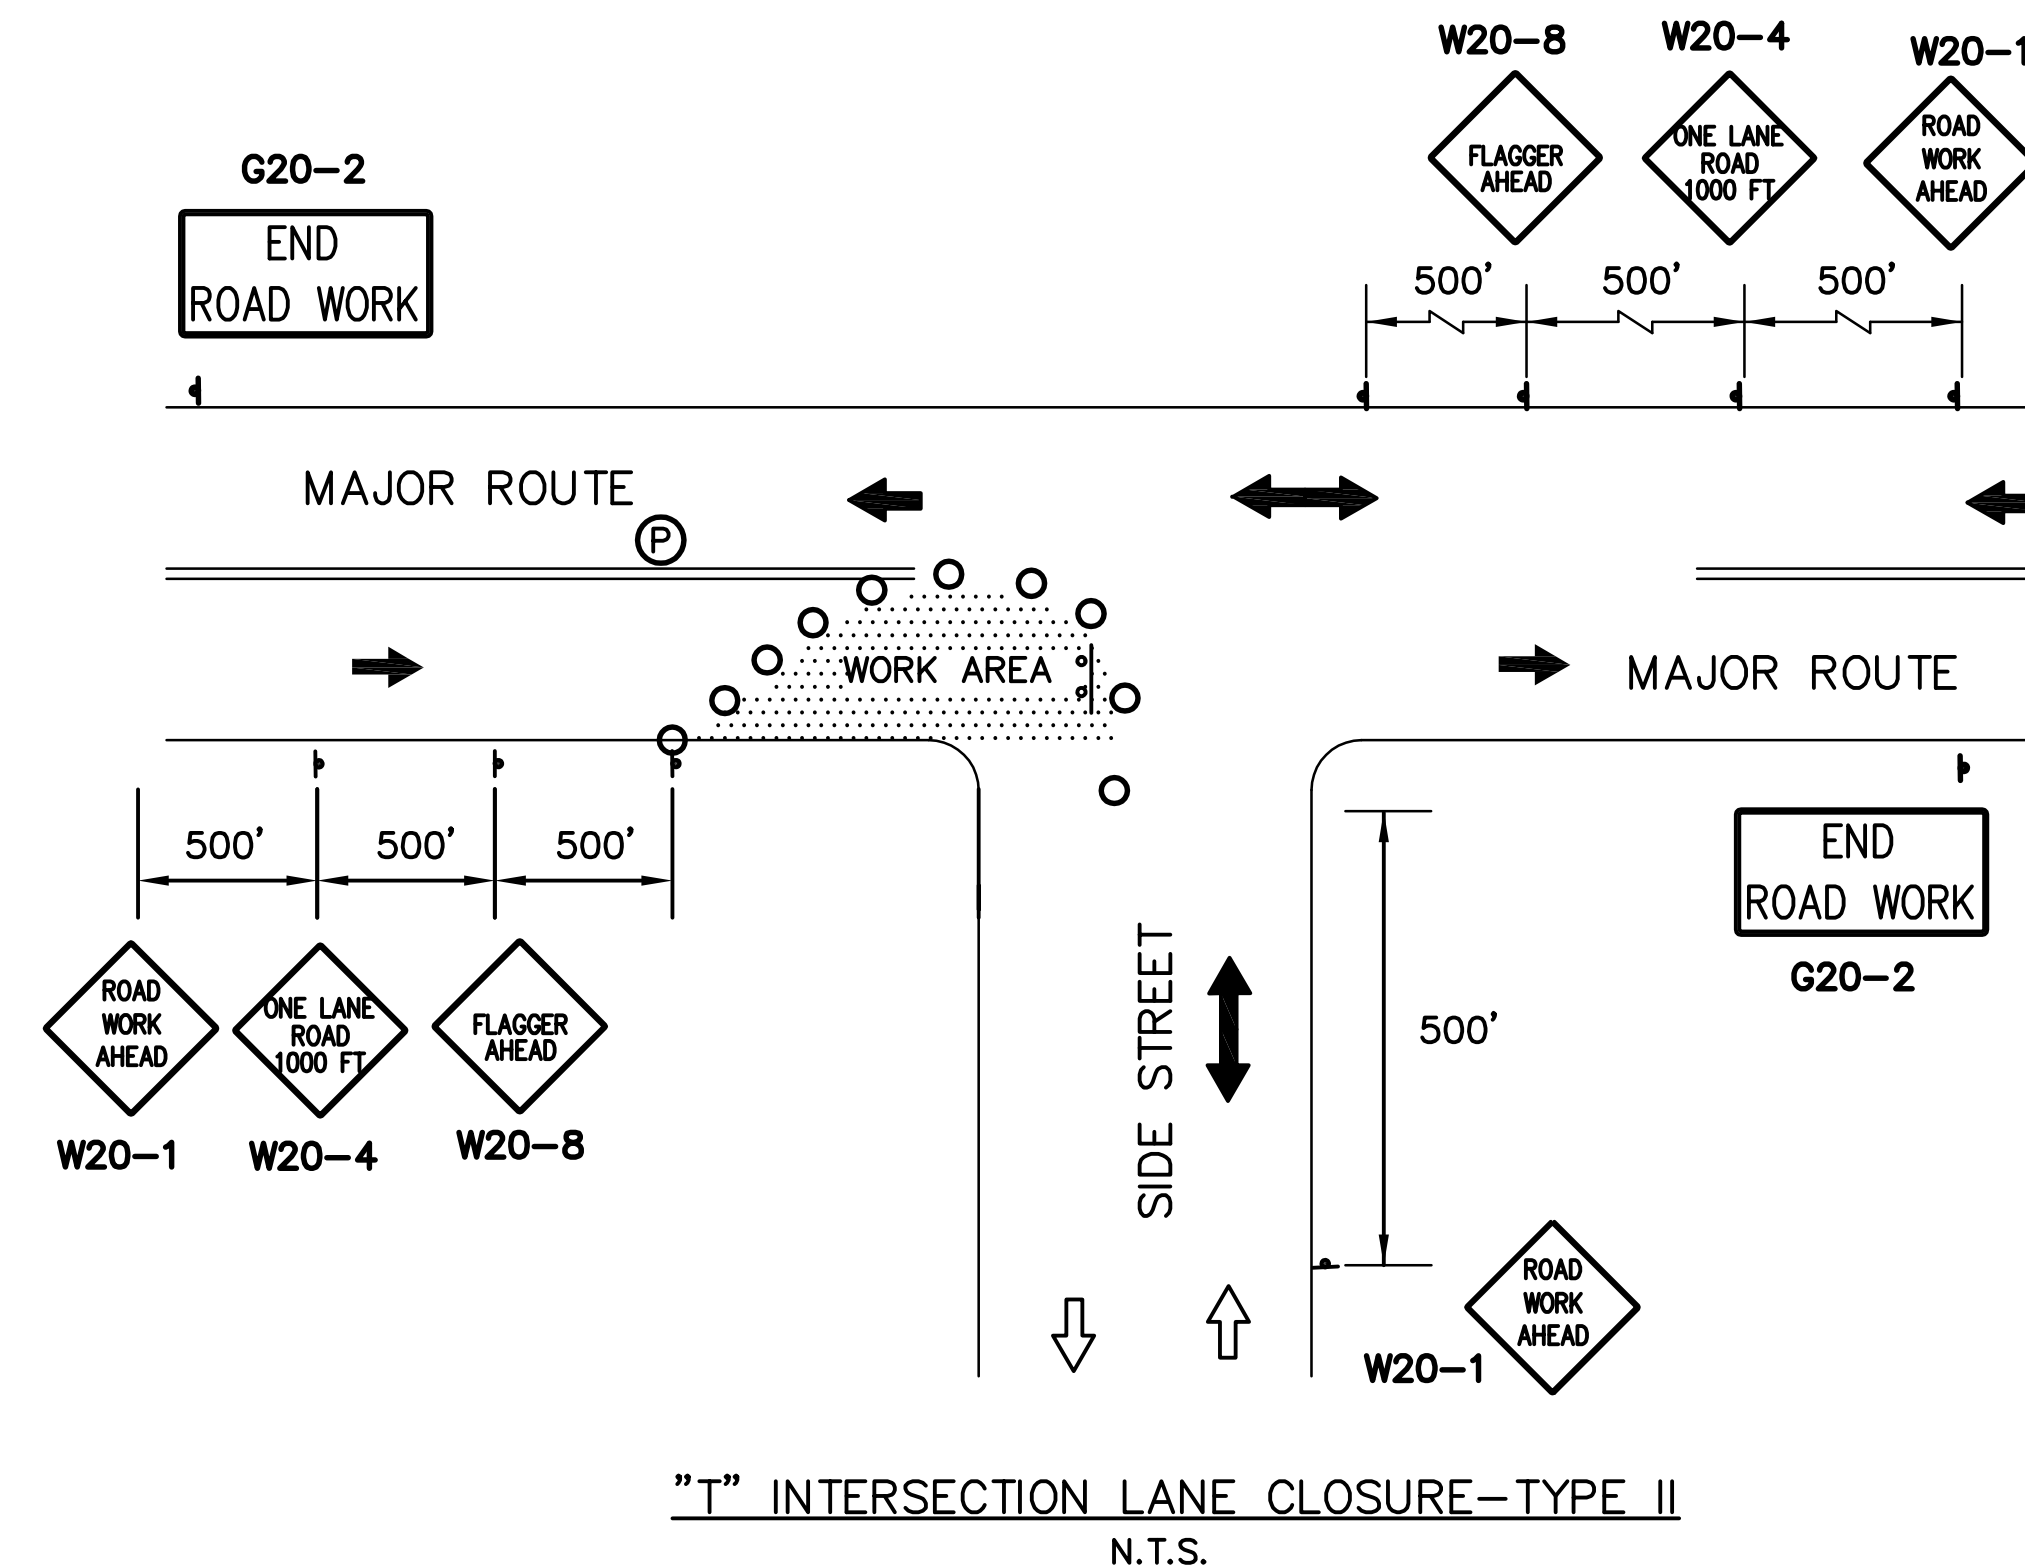 W20-8
W20-4
W20-1
FLAGGER
AHEAD
ONE LANE
ROAD
1000 FT
ROAD
WORK
AHEAD
G20-2
END
ROAD WORK
500'
500'
500'
MAJOR ROUTE
P
WORK AREA
MAJOR ROUTE
500'
500'
500'
END
ROAD WORK
G20-2
ROAD
WORK
AHEAD
ONE LANE
ROAD
1000 FT
FLAGGER
AHEAD
W20-1
W20-4
W20-8
SIDE STREET
500'
ROAD
WORK
AHEAD
W20-1
"T" INTERSECTION LANE CLOSURE-TYPE II
N.T.S.